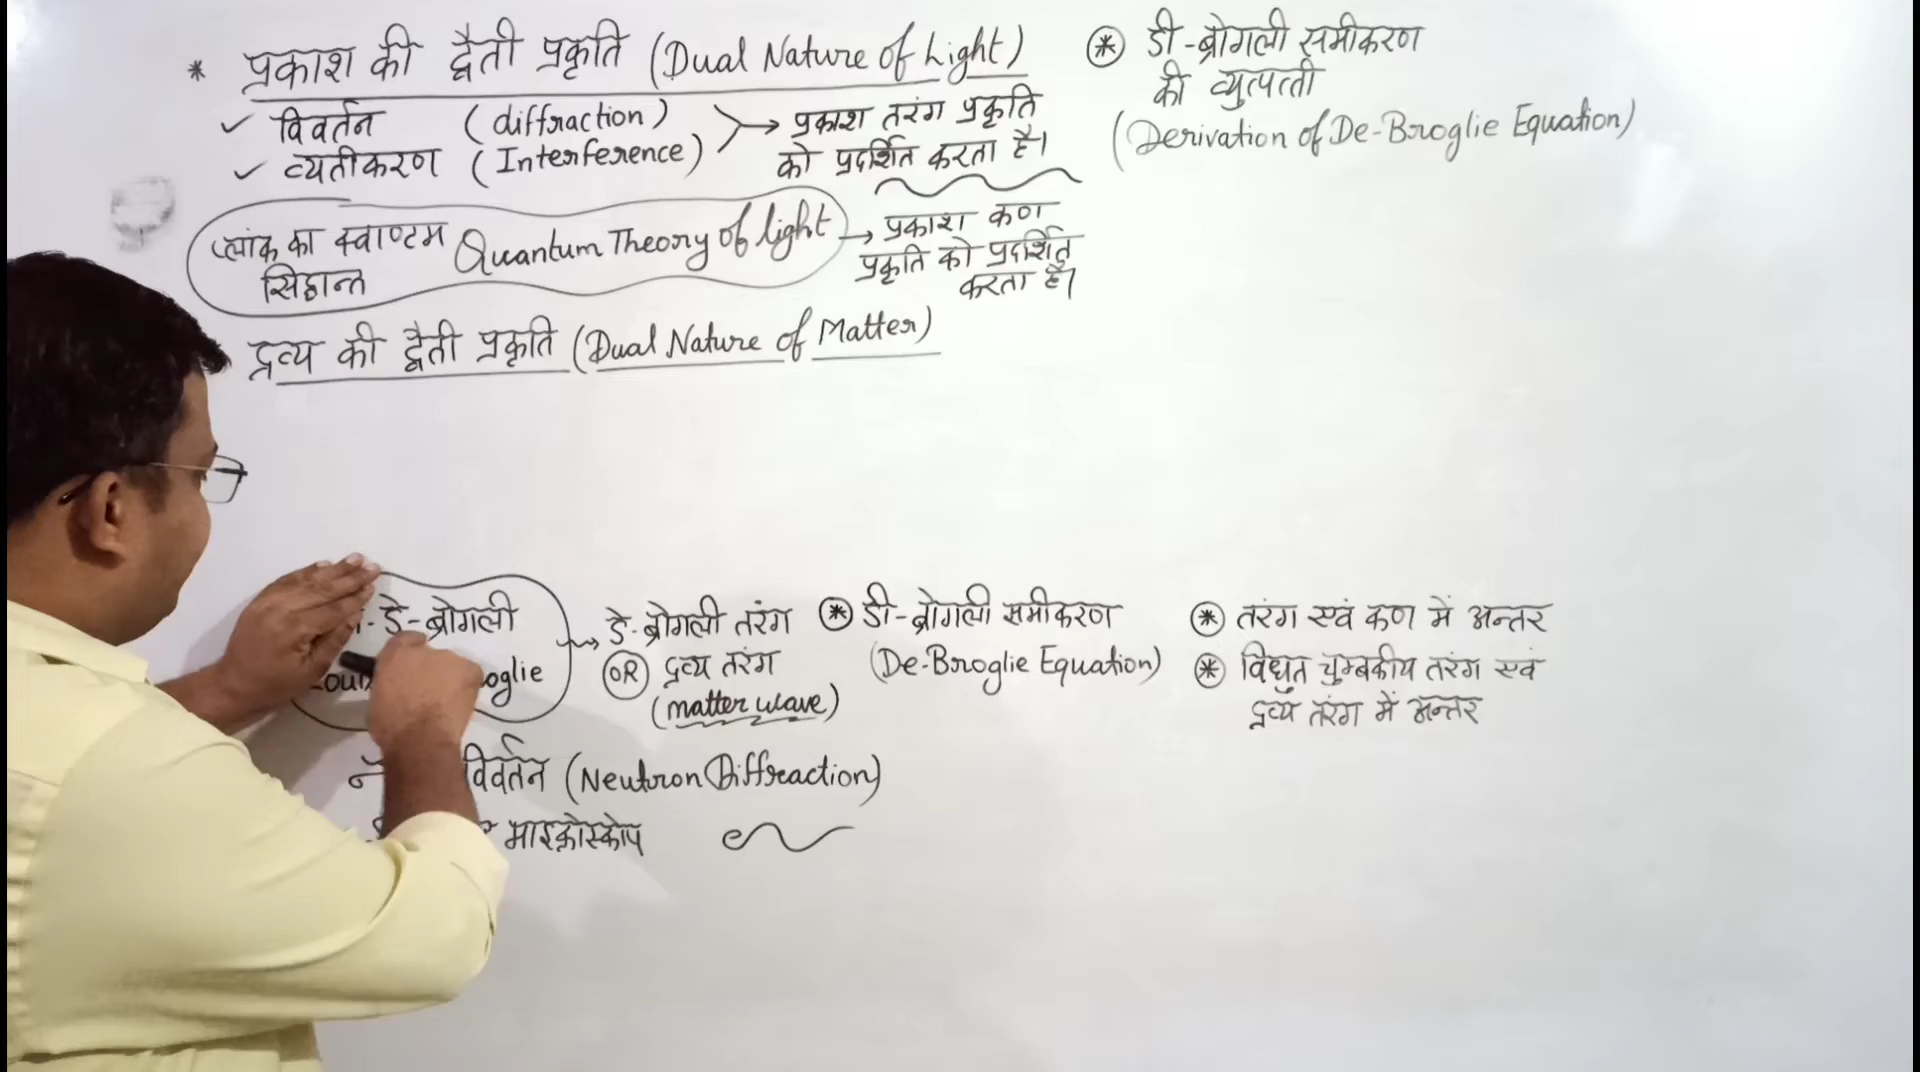 * प्रकाश की द्वैती प्रकृति (Dual Nature of Light)
✓ विवर्तन (diffraction)
✓ व्यतीकरण (Interference)
→ प्रकाश तरंग प्रकृति
को प्रदर्शित करता है।
प्लांक का क्वाण्टम
सिद्धान्त
Quantum Theory of light
→ प्रकाश कण
प्रकृति को प्रदर्शित
करता है।
द्रव्य की द्वैती प्रकृति (Dual Nature of Matter)
डे-ब्रोगली
→ डे-ब्रोगली तरंग
OR द्रव्य तरंग
(matter wave)
विवर्तन (Neutron Diffraction)
माइक्रोस्कोप
* डी-ब्रोगली समीकरण
(De-Broglie Equation)
* डी-ब्रोगली समीकरण
की व्युत्पत्ती
(Derivation of De-Broglie Equation)
* तरंग एवं कण में अन्तर
* विद्युत चुम्बकीय तरंग एवं
द्रव्य तरंग में अन्तर